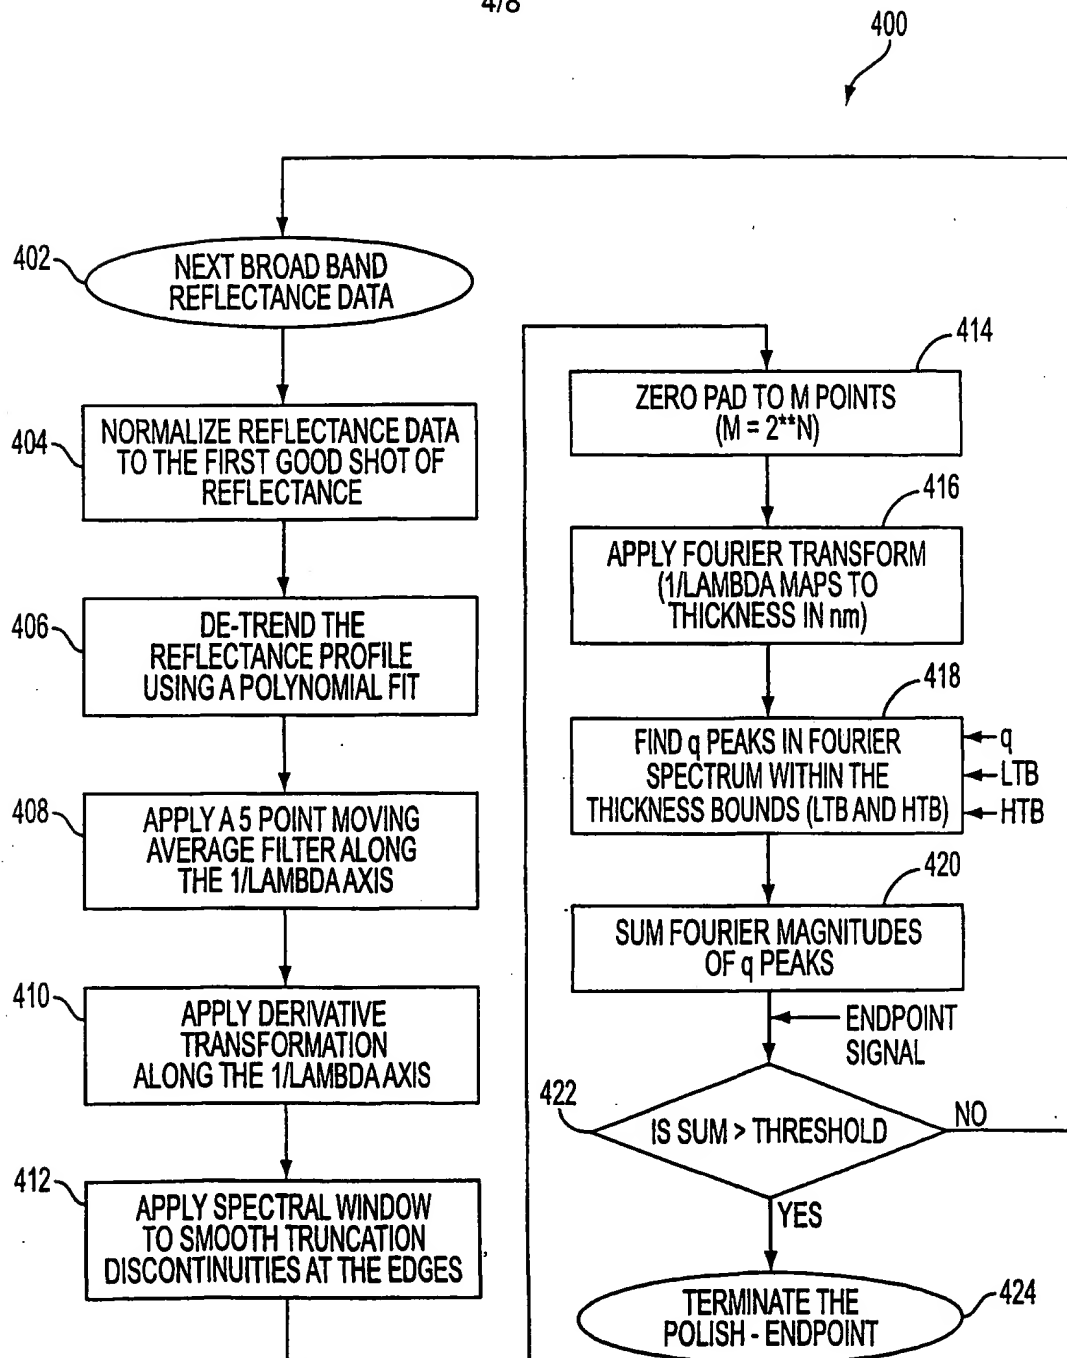 4/8
400
402
NEXT BROAD BAND
REFLECTANCE DATA
404
NORMALIZE REFLECTANCE DATA
TO THE FIRST GOOD SHOT OF
REFLECTANCE
406
DE-TREND THE
REFLECTANCE PROFILE
USING A POLYNOMIAL FIT
408
APPLY A 5 POINT MOVING
AVERAGE FILTER ALONG
THE 1/LAMBDA AXIS
410
APPLY DERIVATIVE
TRANSFORMATION
ALONG THE 1/LAMBDA AXIS
412
APPLY SPECTRAL WINDOW
TO SMOOTH TRUNCATION
DISCONTINUITIES AT THE EDGES
414
ZERO PAD TO M POINTS
(M = 2**N)
416
APPLY FOURIER TRANSFORM
(1/LAMBDA MAPS TO
THICKNESS IN nm)
418
FIND q PEAKS IN FOURIER
SPECTRUM WITHIN THE
THICKNESS BOUNDS (LTB AND HTB)
q
LTB
HTB
420
SUM FOURIER MAGNITUDES
OF q PEAKS
ENDPOINT
SIGNAL
422
IS SUM > THRESHOLD
NO
YES
424
TERMINATE THE
POLISH - ENDPOINT